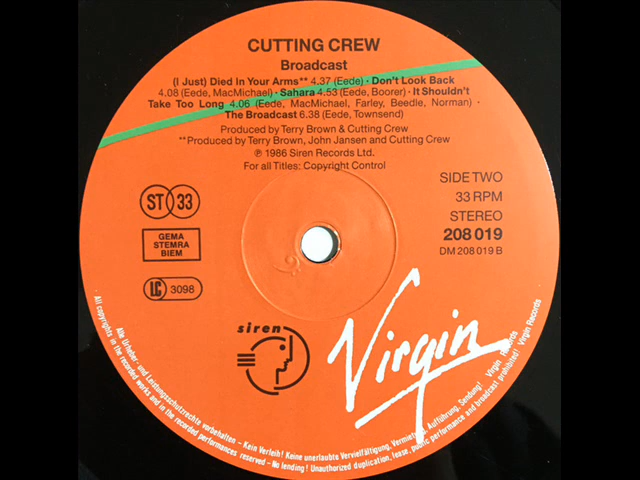 CUTTING CREW
Broadcast
(I Just) Died In Your Arms** 4.37 (Eede) · Don't Look Back
4.08 (Eede, MacMichael) · Sahara 4.53 (Eede, Boorer) · It Shouldn't
Take Too Long 4.06 (Eede, MacMichael, Farley, Beedle, Norman) ·
The Broadcast 6.38 (Eede, Townsend)
Produced by Terry Brown & Cutting Crew
**Produced by Terry Brown, John Jansen and Cutting Crew
℗ 1986 Siren Records Ltd.
For all Titles: Copyright Control
SIDE TWO
33 RPM
STEREO
208 019
DM 208 019 B
ST 33
GEMA
STEMRA
BIEM
LC 3098
siren
Virgin
Alle Urheber- und Leistungsschutzrechte vorbehalten – Kein Verleih! Keine unerlaubte Vervielfältigung, Vermietung, Aufführung, Sendung! Virgin Records
All copyrights in the recorded works and in the recorded performances reserved – No lending! Unauthorized duplication, lease, public performance and broadcast prohibited! Virgin Records